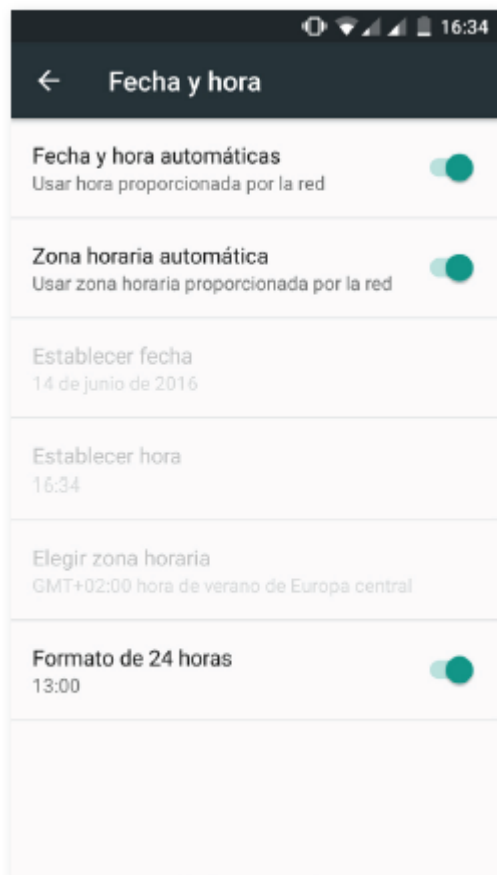 16:34
Fecha y hora
Fecha y hora automáticas
Usar hora proporcionada por la red
Zona horaria automática
Usar zona horaria proporcionada por la red
Establecer fecha
14 de junio de 2016
Establecer hora
16:34
Elegir zona horaria
GMT+02:00 hora de verano de Europa central
Formato de 24 horas
13:00